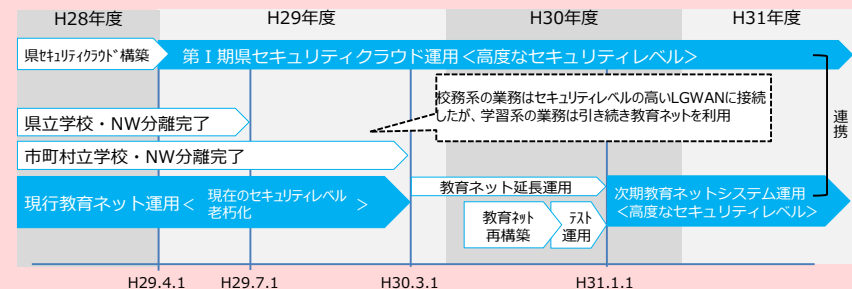 H28年度
H29年度
H30年度
H31年度
県セキュリティクラウド構築
第Ⅰ期県セキュリティクラウド運用＜高度なセキュリティレベル＞
校務系の業務はセキュリティレベルの高いLGWANに接続
したが、学習系の業務は引き続き教育ネットを利用
連携
県立学校・NW分離完了
市町村立学校・NW分離完了
現行教育ネット運用＜
現在のセキュリティレベル
老朽化
＞
教育ネット延長運用
次期教育ネットシステム運用
＜高度なセキュリティレベル＞
教育ネット
再構築
テスト
運用
H29.4.1
H29.7.1
H30.3.1
H31.1.1